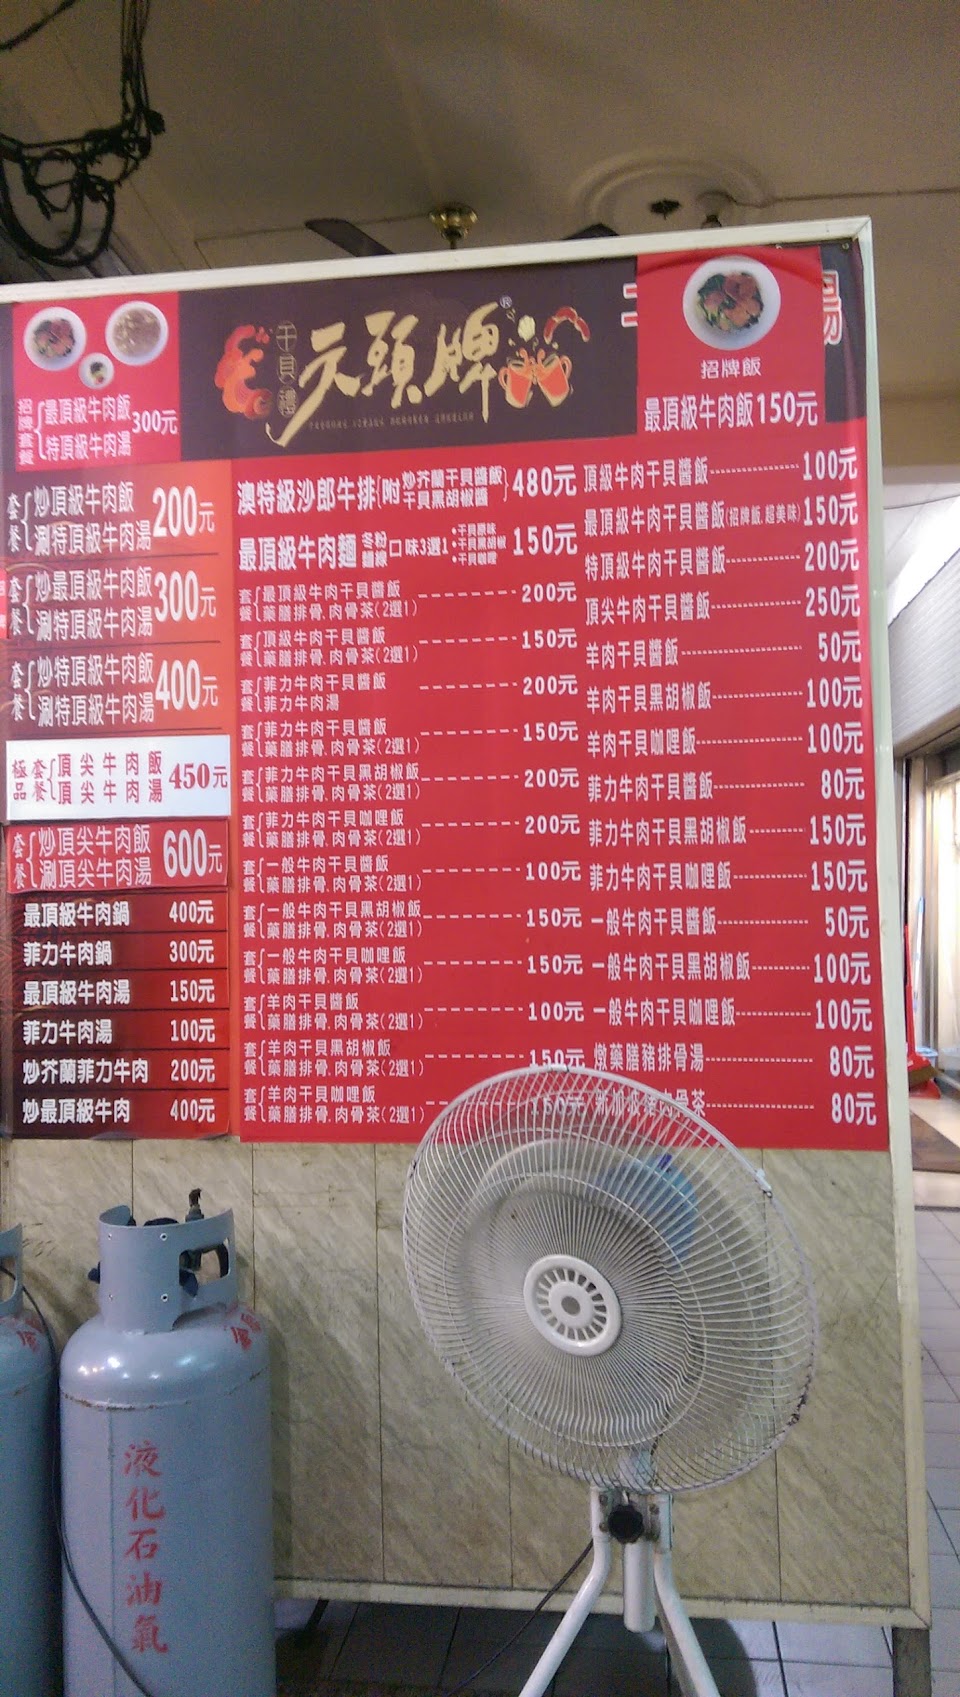 干貝禮
元頭牌®
招牌套餐
最頂級牛肉飯
特頂級牛肉湯
300元
招牌飯
最頂級牛肉飯150元
套餐 炒頂級牛肉飯
涮特頂級牛肉湯 200元
套餐 炒最頂級牛肉飯
涮特頂級牛肉湯 300元
套餐 炒特頂級牛肉飯
涮特頂級牛肉湯 400元
極品 套餐 頂尖牛肉飯
頂尖牛肉湯 450元
套餐 炒頂尖牛肉飯
涮頂尖牛肉湯 600元
最頂級牛肉鍋 400元
菲力牛肉鍋 300元
最頂級牛肉湯 150元
菲力牛肉湯 100元
炒芥蘭菲力牛肉 200元
炒最頂級牛肉 400元
澳特級沙郎牛排 附 炒芥蘭干貝醬飯
干貝黑胡椒醬 480元
最頂級牛肉麵 冬粉 麵線 口味3選1 •干貝原味
•干貝黑胡椒
•干貝咖哩 150元
套餐 最頂級牛肉干貝醬飯
藥膳排骨.肉骨茶(2選1) 200元
套餐 頂級牛肉干貝醬飯
藥膳排骨.肉骨茶(2選1) 150元
套餐 菲力牛肉干貝醬飯
菲力牛肉湯 200元
套餐 菲力牛肉干貝醬飯
藥膳排骨.肉骨茶(2選1) 150元
套餐 菲力牛肉干貝黑胡椒飯
藥膳排骨.肉骨茶(2選1) 200元
套餐 菲力牛肉干貝咖哩飯
藥膳排骨.肉骨茶(2選1) 200元
套餐 一般牛肉干貝醬飯
藥膳排骨.肉骨茶(2選1) 100元
套餐 一般牛肉干貝黑胡椒飯
藥膳排骨.肉骨茶(2選1) 150元
套餐 一般牛肉干貝咖哩飯
藥膳排骨.肉骨茶(2選1) 150元
套餐 羊肉干貝醬飯
藥膳排骨.肉骨茶(2選1) 100元
套餐 羊肉干貝黑胡椒飯
藥膳排骨.肉骨茶(2選1) 150元
套餐 羊肉干貝咖哩飯
藥膳排骨.肉骨茶(2選1) 150元
頂級牛肉干貝醬飯 100元
最頂級牛肉干貝醬飯(招牌飯,超美味) 150元
特頂級牛肉干貝醬飯 200元
頂尖牛肉干貝醬飯 250元
羊肉干貝醬飯 50元
羊肉干貝黑胡椒飯 100元
羊肉干貝咖哩飯 100元
菲力牛肉干貝醬飯 80元
菲力牛肉干貝黑胡椒飯 150元
菲力牛肉干貝咖哩飯 150元
一般牛肉干貝醬飯 50元
一般牛肉干貝黑胡椒飯 100元
一般牛肉干貝咖哩飯 100元
燉藥膳豬排骨湯 80元
新加坡豬肉骨茶 80元
液化石油氣